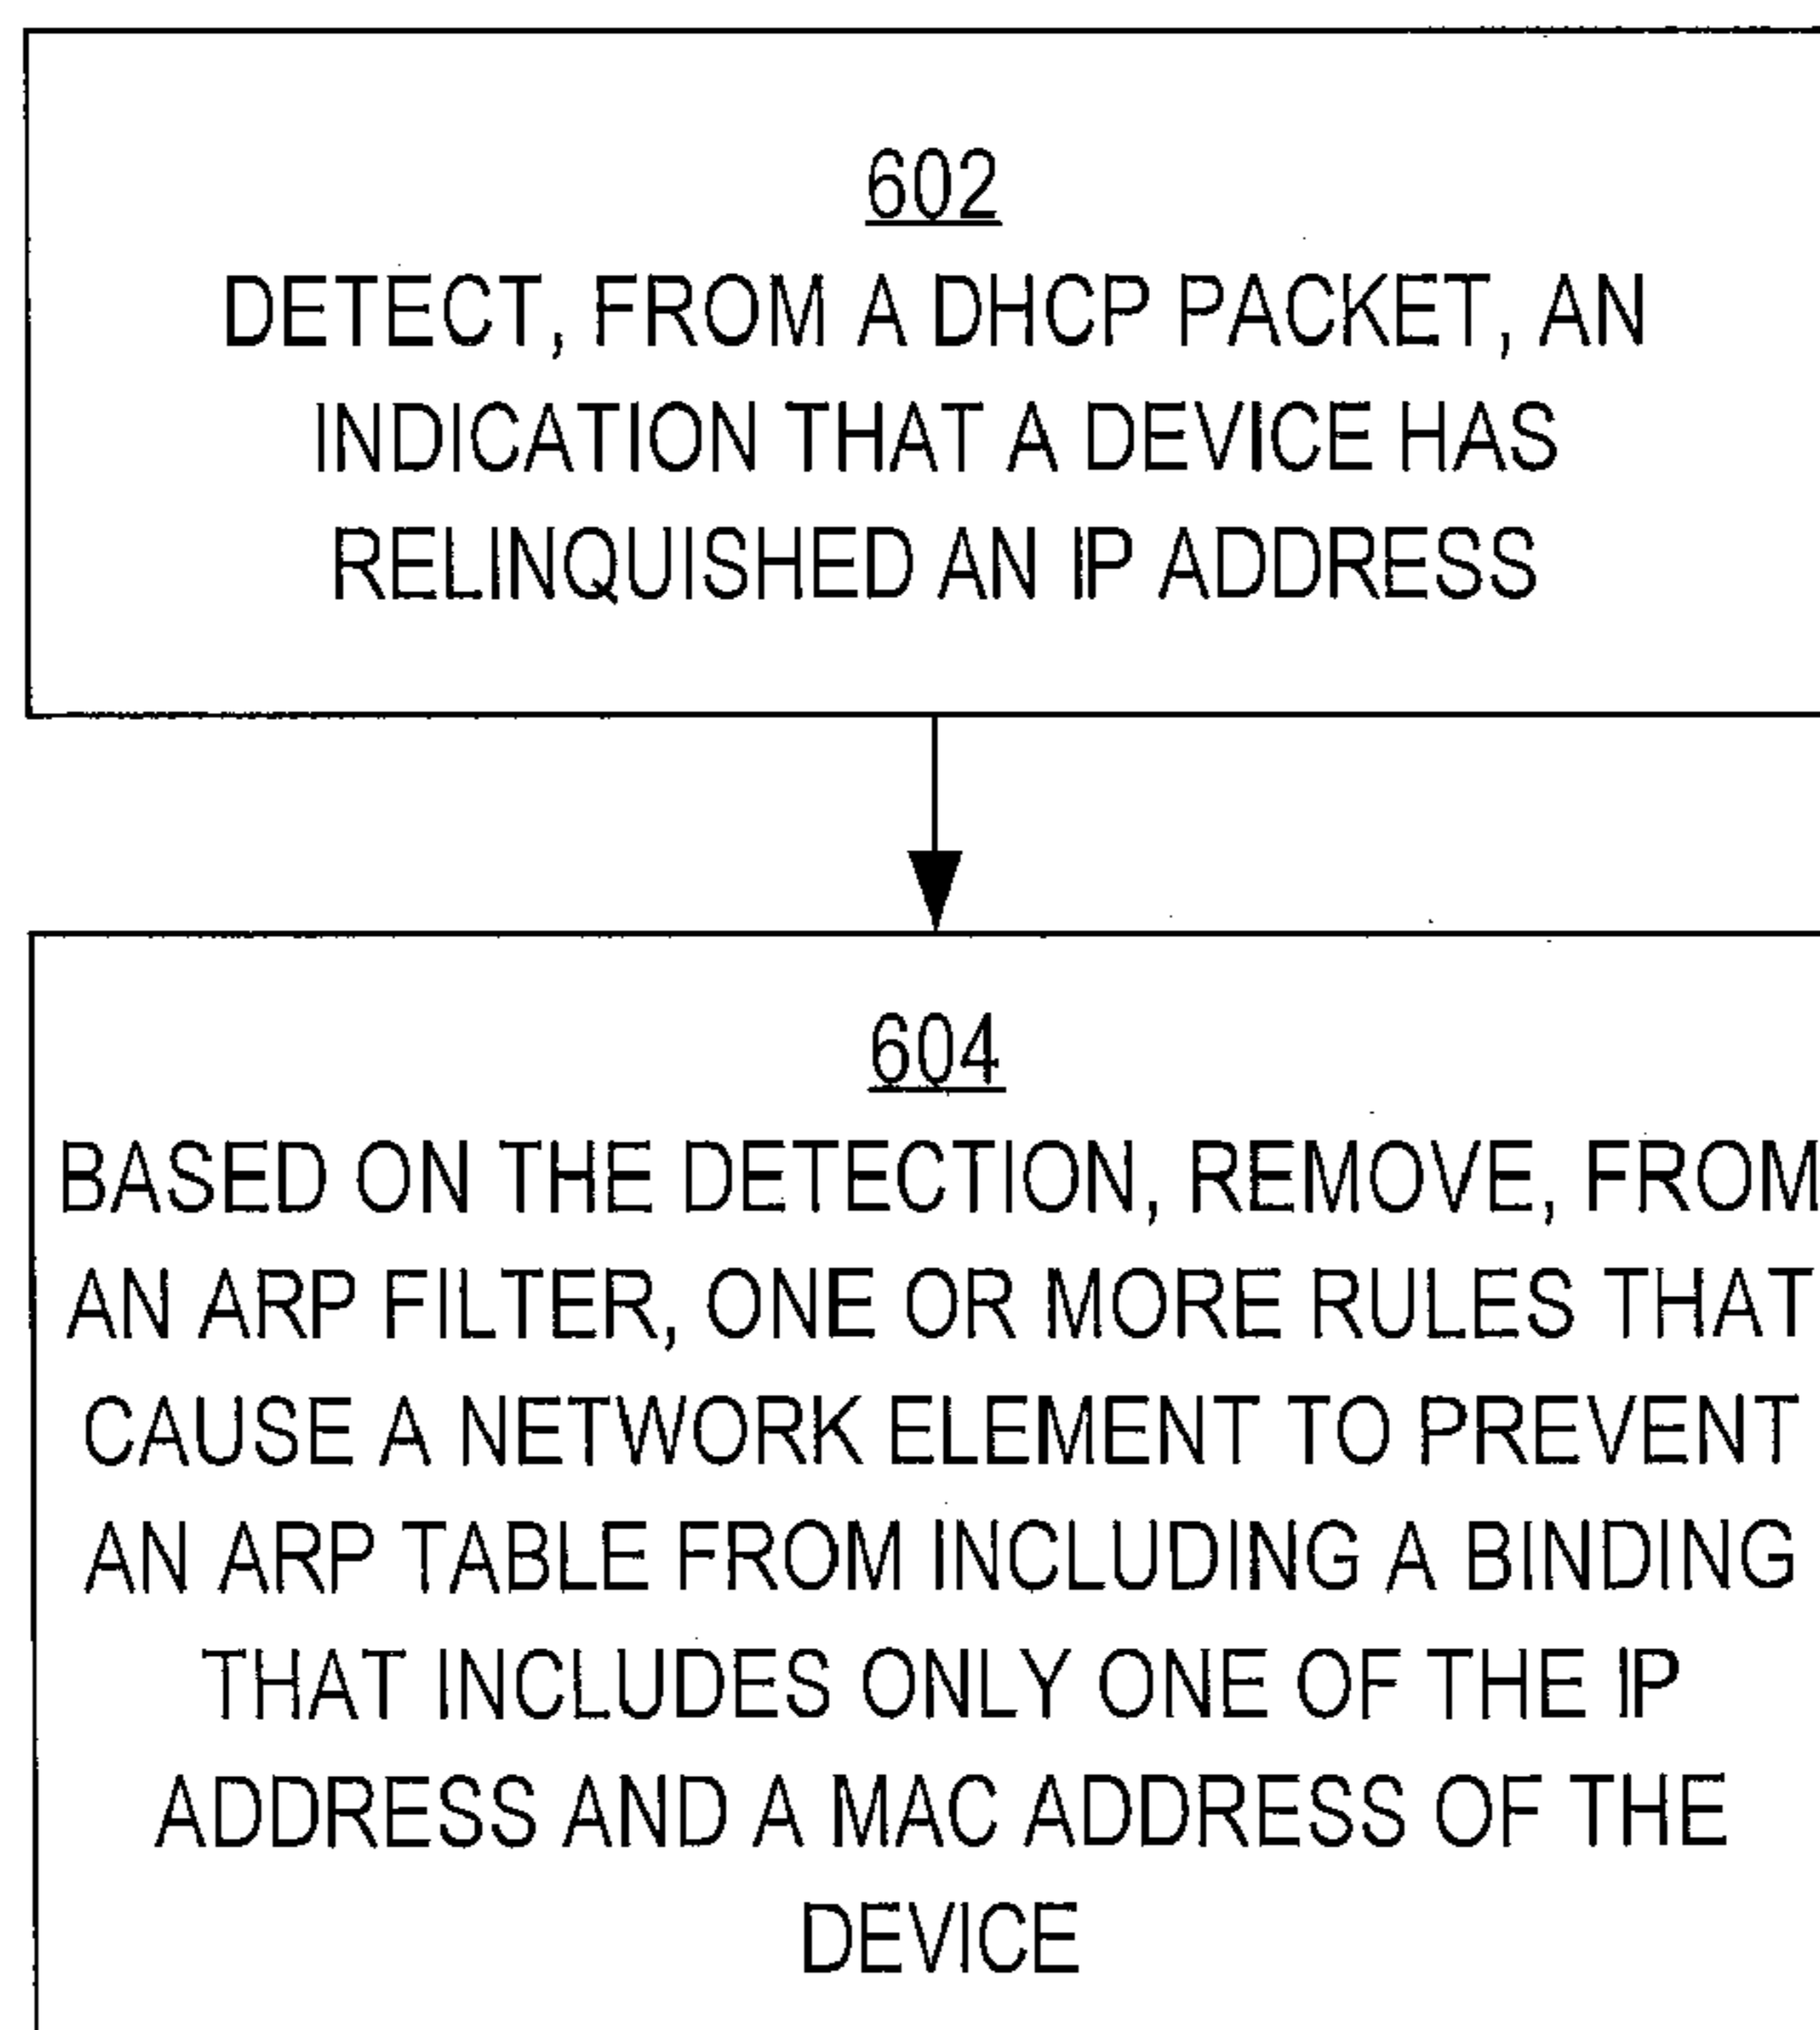 602
DETECT, FROM A DHCP PACKET, AN
INDICATION THAT A DEVICE HAS
RELINQUISHED AN IP ADDRESS
604
BASED ON THE DETECTION, REMOVE, FROM
AN ARP FILTER, ONE OR MORE RULES THAT
CAUSE A NETWORK ELEMENT TO PREVENT
AN ARP TABLE FROM INCLUDING A BINDING
THAT INCLUDES ONLY ONE OF THE IP
ADDRESS AND A MAC ADDRESS OF THE
DEVICE